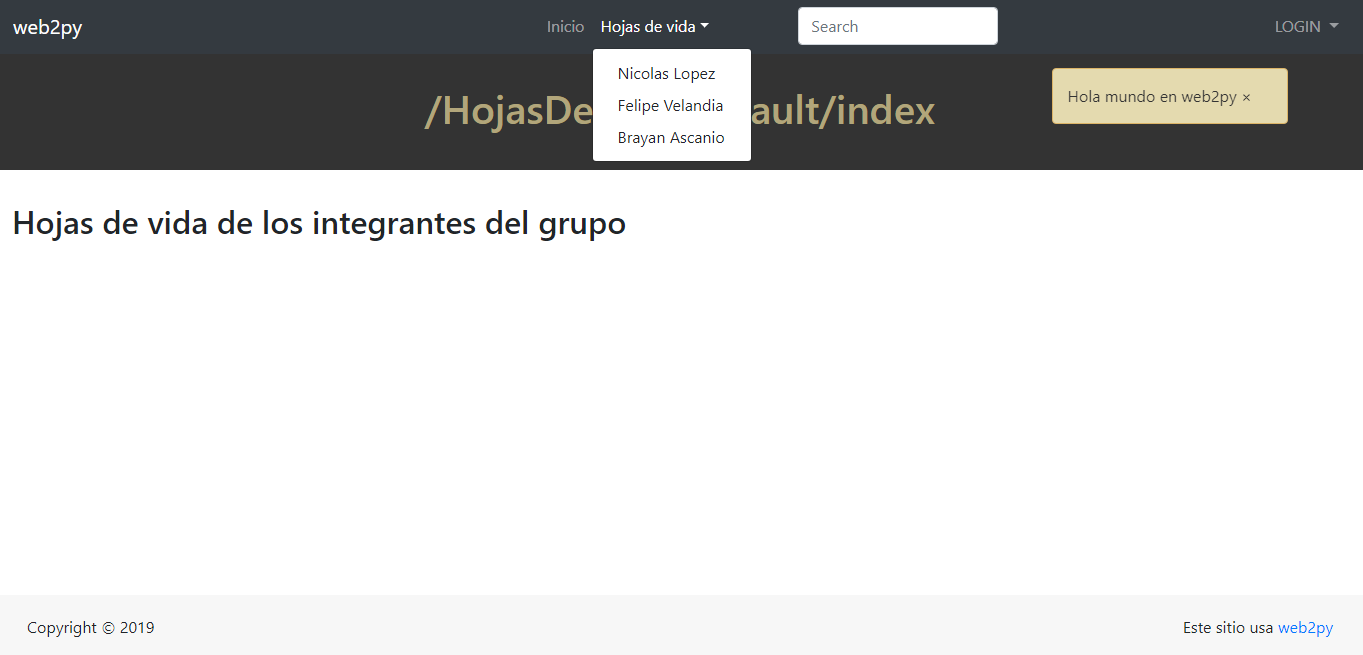 web2py Inicio Hojas de vida Search LOGIN
Nicolas Lopez
Felipe Velandia
Brayan Ascanio
/HojasDe ault/index
Hola mundo en web2py ×
Hojas de vida de los integrantes del grupo
Copyright © 2019 Este sitio usa web2py